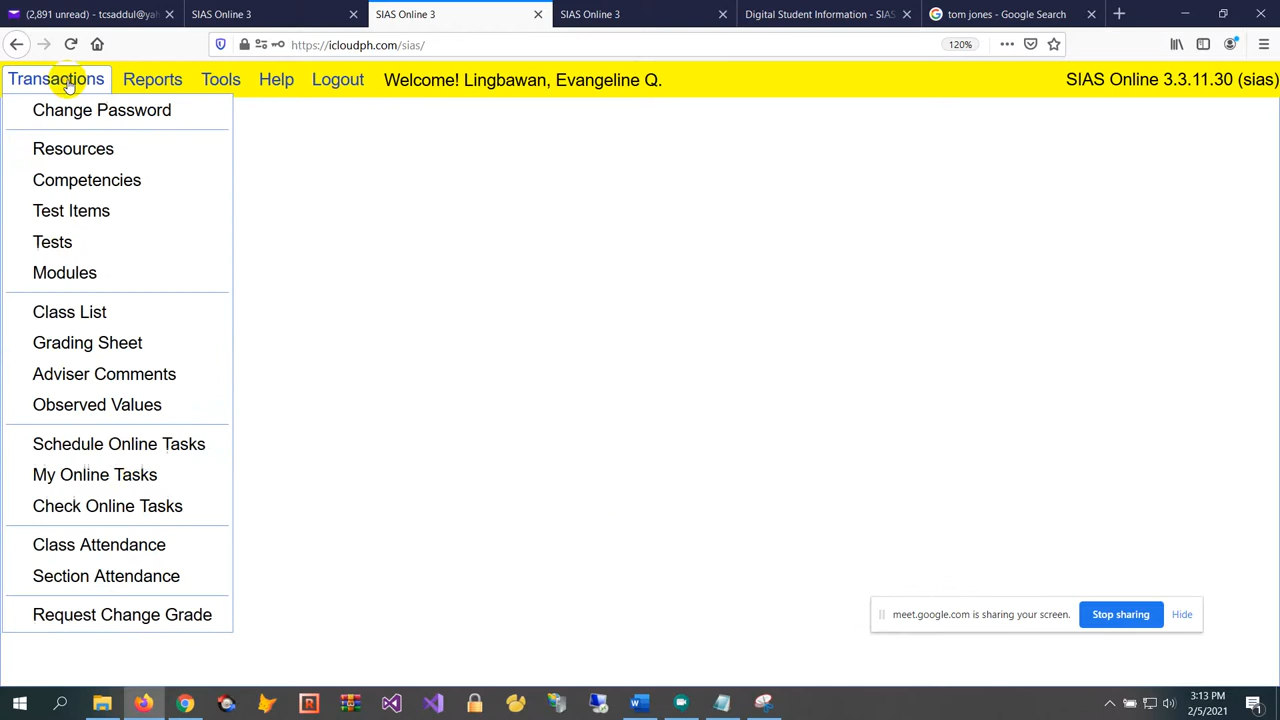 (2,891 unread) - tcsaddul@yah
SIAS Online 3
SIAS Online 3
SIAS Online 3
Digital Student Information - SIAS
tom jones - Google Search
https://icloudph.com/sias/
120%
Transactions Reports Tools Help Logout Welcome! Lingbawan, Evangeline Q. SIAS Online 3.3.11.30 (sias)
Change Password
Resources
Competencies
Test Items
Tests
Modules
Class List
Grading Sheet
Adviser Comments
Observed Values
Schedule Online Tasks
My Online Tasks
Check Online Tasks
Class Attendance
Section Attendance
Request Change Grade
meet.google.com is sharing your screen. Stop sharing Hide
3:13 PM
2/5/2021